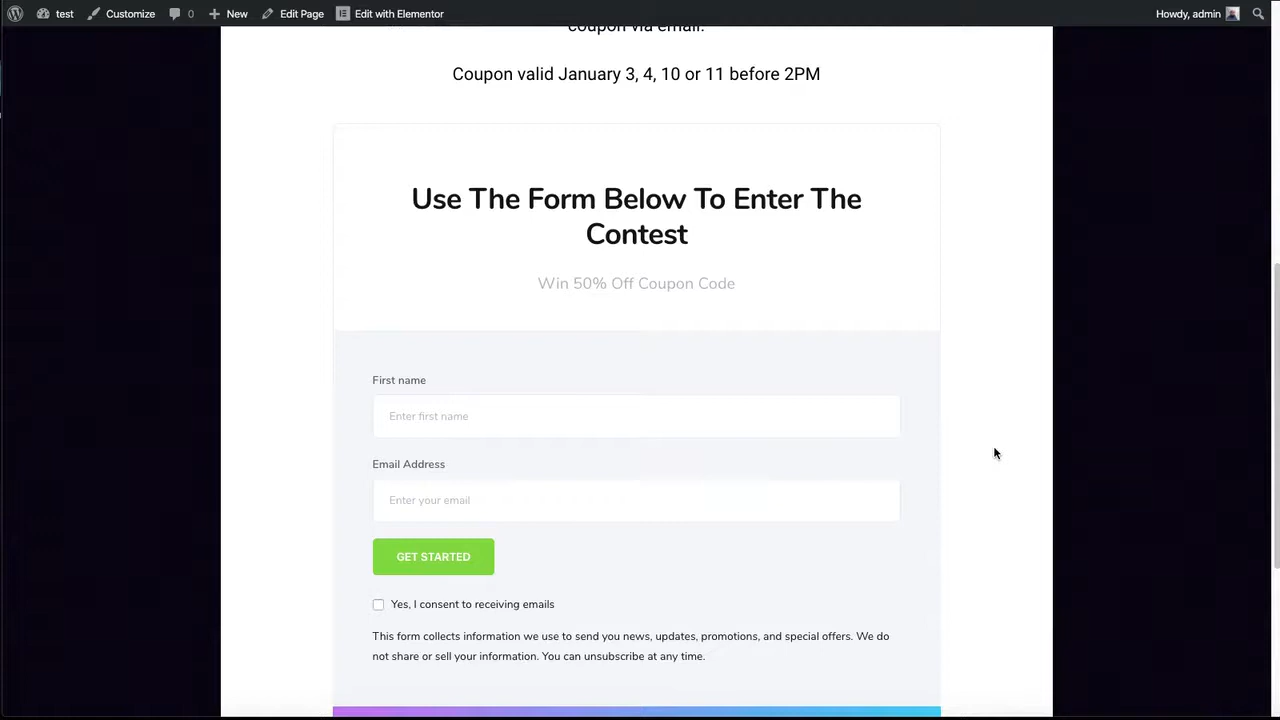 test Customize 0 New Edit Page Edit with Elementor Howdy, admin
coupon via email.
Coupon valid January 3, 4, 10 or 11 before 2PM
Use The Form Below To Enter The
Contest
Win 50% Off Coupon Code
First name
Enter first name
Email Address
Enter your email
GET STARTED
Yes, I consent to receiving emails
This form collects information we use to send you news, updates, promotions, and special offers. We do
not share or sell your information. You can unsubscribe at any time.